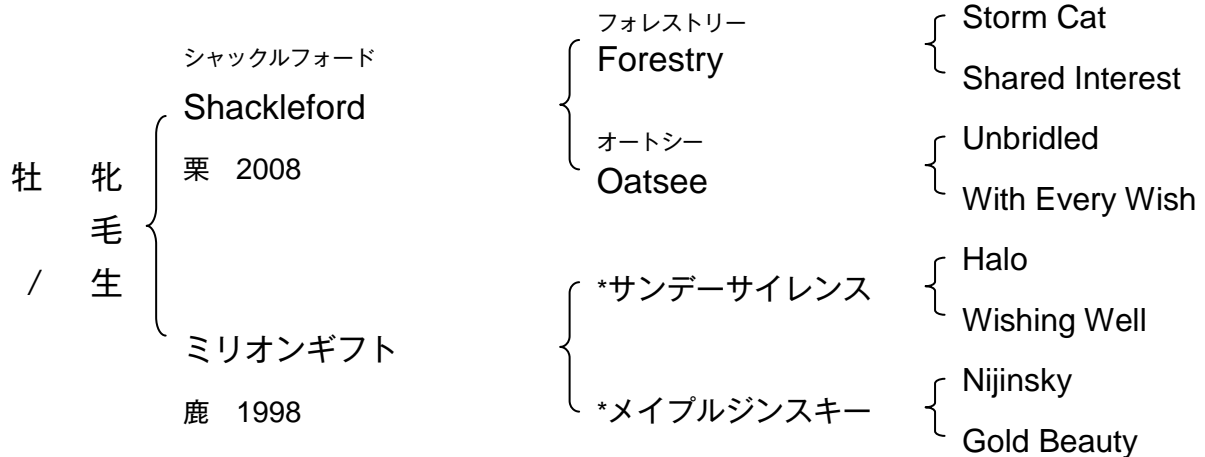 牡 牝
毛
/ 生
シャックルフォード
Shackleford
栗 2008
ミリオンギフト
鹿 1998
フォレストリー
Forestry
オートシー
Oatsee
*サンデーサイレンス
*メイプルジンスキー
Storm Cat
Shared Interest
Unbridled
With Every Wish
Halo
Wishing Well
Nijinsky
Gold Beauty